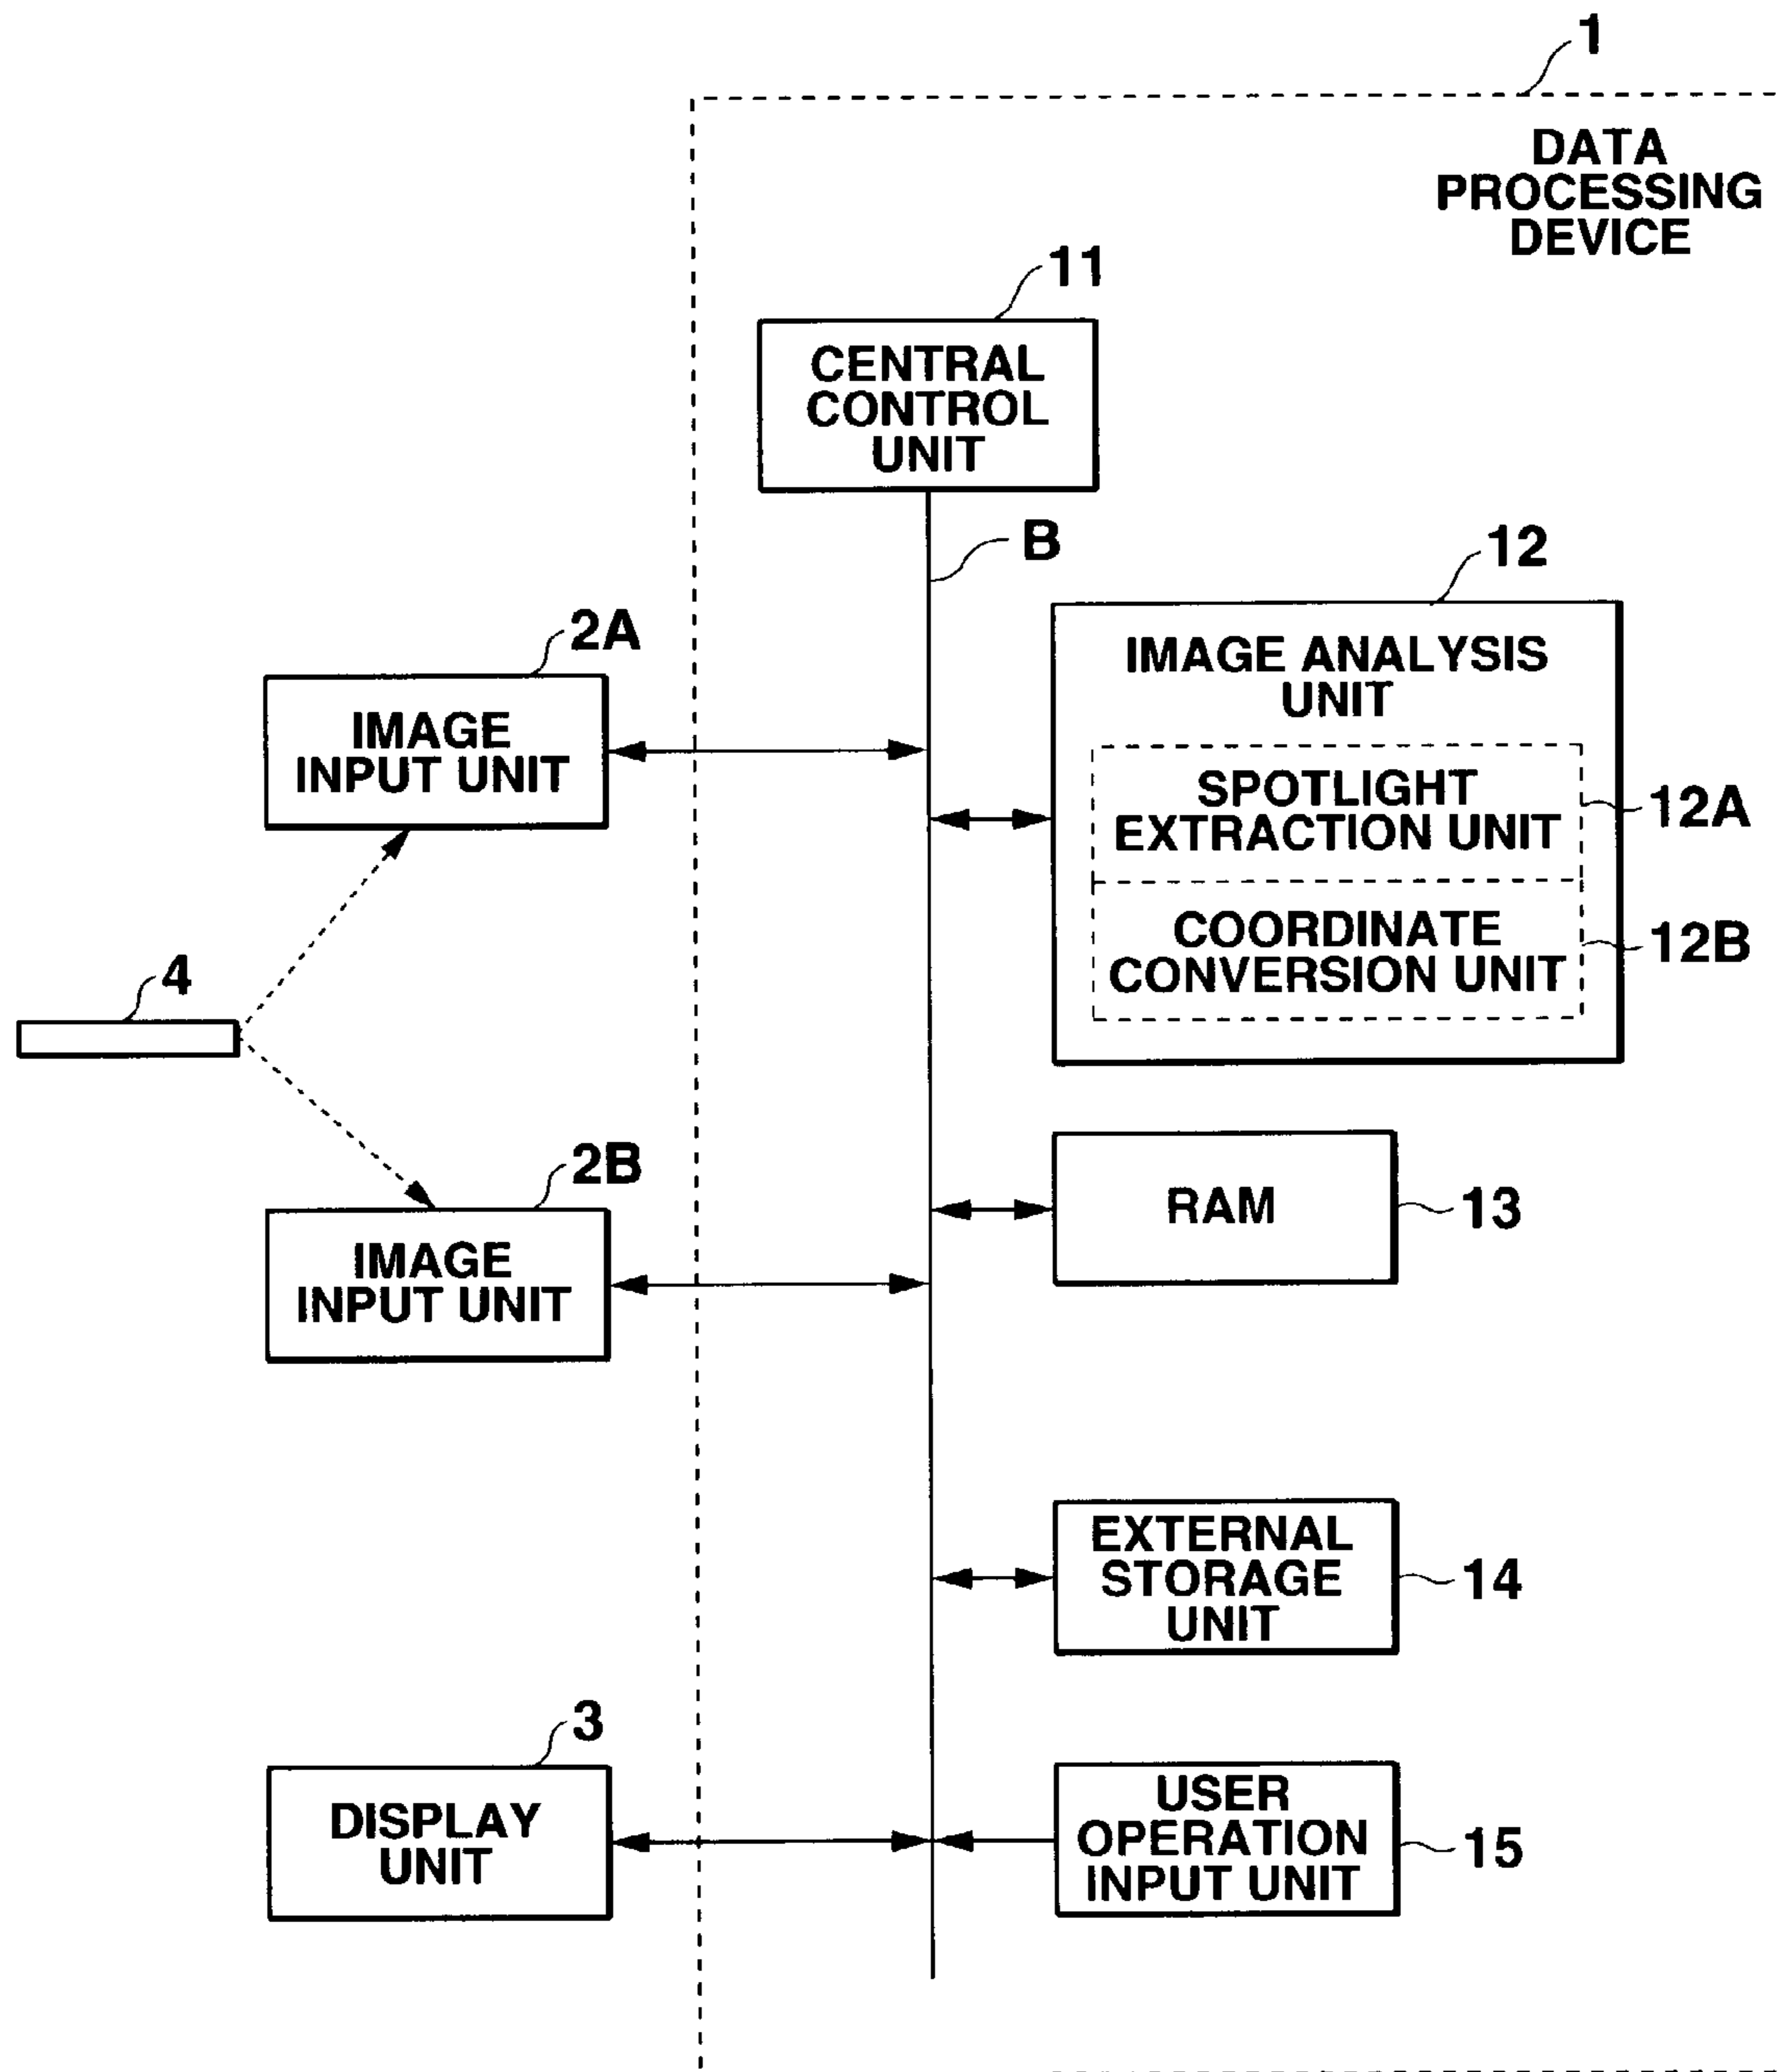 1
DATA
PROCESSING
DEVICE
11
CENTRAL
CONTROL
UNIT
B
12
2A
IMAGE ANALYSIS
UNIT
IMAGE
INPUT UNIT
SPOTLIGHT
EXTRACTION UNIT
12A
COORDINATE
CONVERSION UNIT
12B
4
2B
RAM
13
IMAGE
INPUT UNIT
EXTERNAL
STORAGE
UNIT
14
3
DISPLAY
UNIT
USER
OPERATION
INPUT UNIT
15